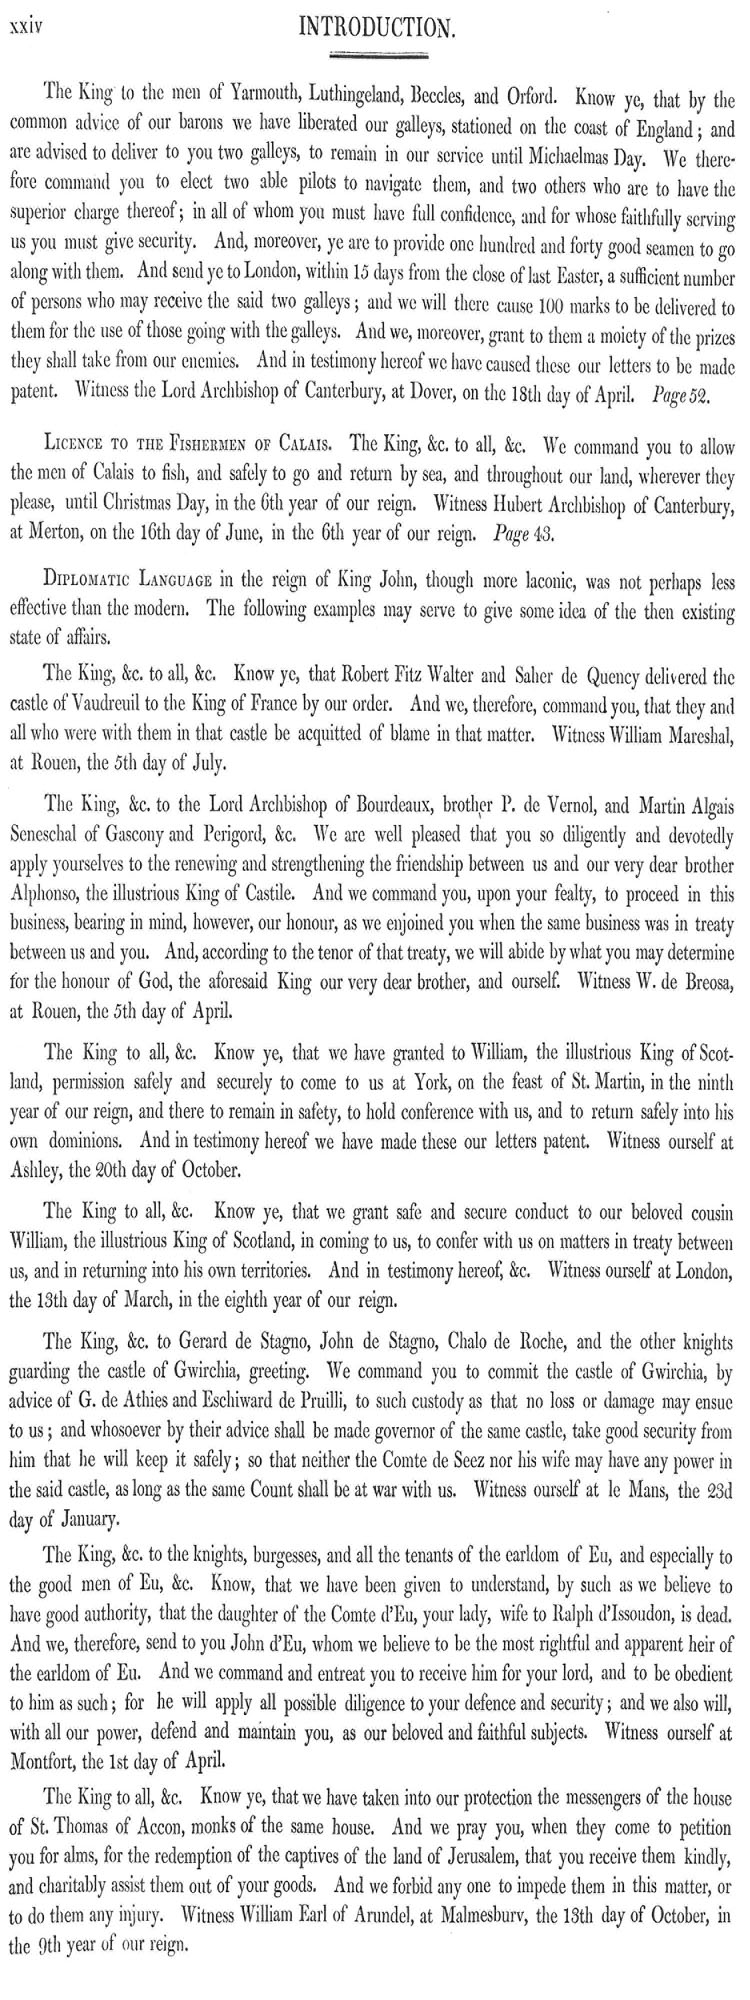 xxiv INTRODUCTION.
The King to the men of Yarmouth, Luthingeland, Beccles, and Orford. Know ye, that by the
common advice of our barons we have liberated our galleys, stationed on the coast of England; and
are advised to deliver to you two galleys, to remain in our service until Michaelmas Day. We there-
fore command you to elect two able pilots to navigate them, and two others who are to have the
superior charge thereof; in all of whom you must have full confidence, and for whose faithfully serving
us you must give security. And, moreover, ye are to provide one hundred and forty good seamen to go
along with them. And send ye to London, within 15 days from the close of last Easter, a sufficient number
of persons who may receive the said two galleys; and we will there cause 100 marks to be delivered to
them for the use of those going with the galleys. And we, moreover, grant to them a moiety of the prizes
they shall take from our enemies. And in testimony hereof we have caused these our letters to be made
patent. Witness the Lord Archbishop of Canterbury, at Dover, on the 18th day of April. Page 52.
LICENCE TO THE FISHERMEN OF CALAIS. The King, &c. to all, &c. We command you to allow
the men of Calais to fish, and safely to go and return by sea, and throughout our land, wherever they
please, until Christmas Day, in the 6th year of our reign. Witness Hubert Archbishop of Canterbury,
at Merton, on the 16th day of June, in the 6th year of our reign. Page 43.
DIPLOMATIC LANGUAGE in the reign of King John, though more laconic, was not perhaps less
effective than the modern. The following examples may serve to give some idea of the then existing
state of affairs.
The King, &c. to all, &c. Know ye, that Robert Fitz Walter and Saher de Quency delivered the
castle of Vaudreuil to the King of France by our order. And we, therefore, command you, that they and
all who were with them in that castle be acquitted of blame in that matter. Witness William Mareshal,
at Rouen, the 5th day of July.
The King, &c. to the Lord Archbishop of Bourdeaux, brother P. de Vernol, and Martin Algais
Seneschal of Gascony and Perigord, &c. We are well pleased that you so diligently and devotedly
apply yourselves to the renewing and strengthening the friendship between us and our very dear brother
Alphonso, the illustrious King of Castile. And we command you, upon your fealty, to proceed in this
business, bearing in mind, however, our honour, as we enjoined you when the same business was in treaty
between us and you. And, according to the tenor of that treaty, we will abide by what you may determine
for the honour of God, the aforesaid King our very dear brother, and ourself. Witness W. de Breosa,
at Rouen, the 5th day of April.
The King to all, &c. Know ye, that we have granted to William, the illustrious King of Scot-
land, permission safely and securely to come to us at York, on the feast of St. Martin, in the ninth
year of our reign, and there to remain in safety, to hold conference with us, and to return safely into his
own dominions. And in testimony hereof we have made these our letters patent. Witness ourself at
Ashley, the 20th day of October.
The King to all, &c. Know ye, that we grant safe and secure conduct to our beloved cousin
William, the illustrious King of Scotland, in coming to us, to confer with us on matters in treaty between
us, and in returning into his own territories. And in testimony hereof, &c. Witness ourself at London,
the 13th day of March, in the eighth year of our reign.
The King, &c. to Gerard de Stagno, John de Stagno, Chalo de Roche, and the other knights
guarding the castle of Gwirchia, greeting. We command you to commit the castle of Gwirchia, by
advice of G. de Athies and Eschiward de Pruilli, to such custody as that no loss or damage may ensue
to us; and whosoever by their advice shall be made governor of the same castle, take good security from
him that he will keep it safely; so that neither the Comte de Seez nor his wife may have any power in
the said castle, as long as the same Count shall be at war with us. Witness ourself at le Mans, the 23d
day of January.
The King, &c. to the knights, burgesses, and all the tenants of the earldom of Eu, and especially to
the good men of Eu, &c. Know, that we have been given to understand, by such as we believe to
have good authority, that the daughter of the Comte d'Eu, your lady, wife to Ralph d'Issoudon, is dead.
And we, therefore, send to you John d'Eu, whom we believe to be the most rightful and apparent heir of
the earldom of Eu. And we command and entreat you to receive him for your lord, and to be obedient
to him as such; for he will apply all possible diligence to your defence and security; and we also will,
with all our power, defend and maintain you, as our beloved and faithful subjects. Witness ourself at
Montfort, the 1st day of April.
The King to all, &c. Know ye, that we have taken into our protection the messengers of the house
of St. Thomas of Accon, monks of the same house. And we pray you, when they come to petition
you for alms, for the redemption of the captives of the land of Jerusalem, that you receive them kindly,
and charitably assist them out of your goods. And we forbid any one to impede them in this matter, or
to do them any injury. Witness William Earl of Arundel, at Malmesbury, the 13th day of October, in
the 9th year of our reign.